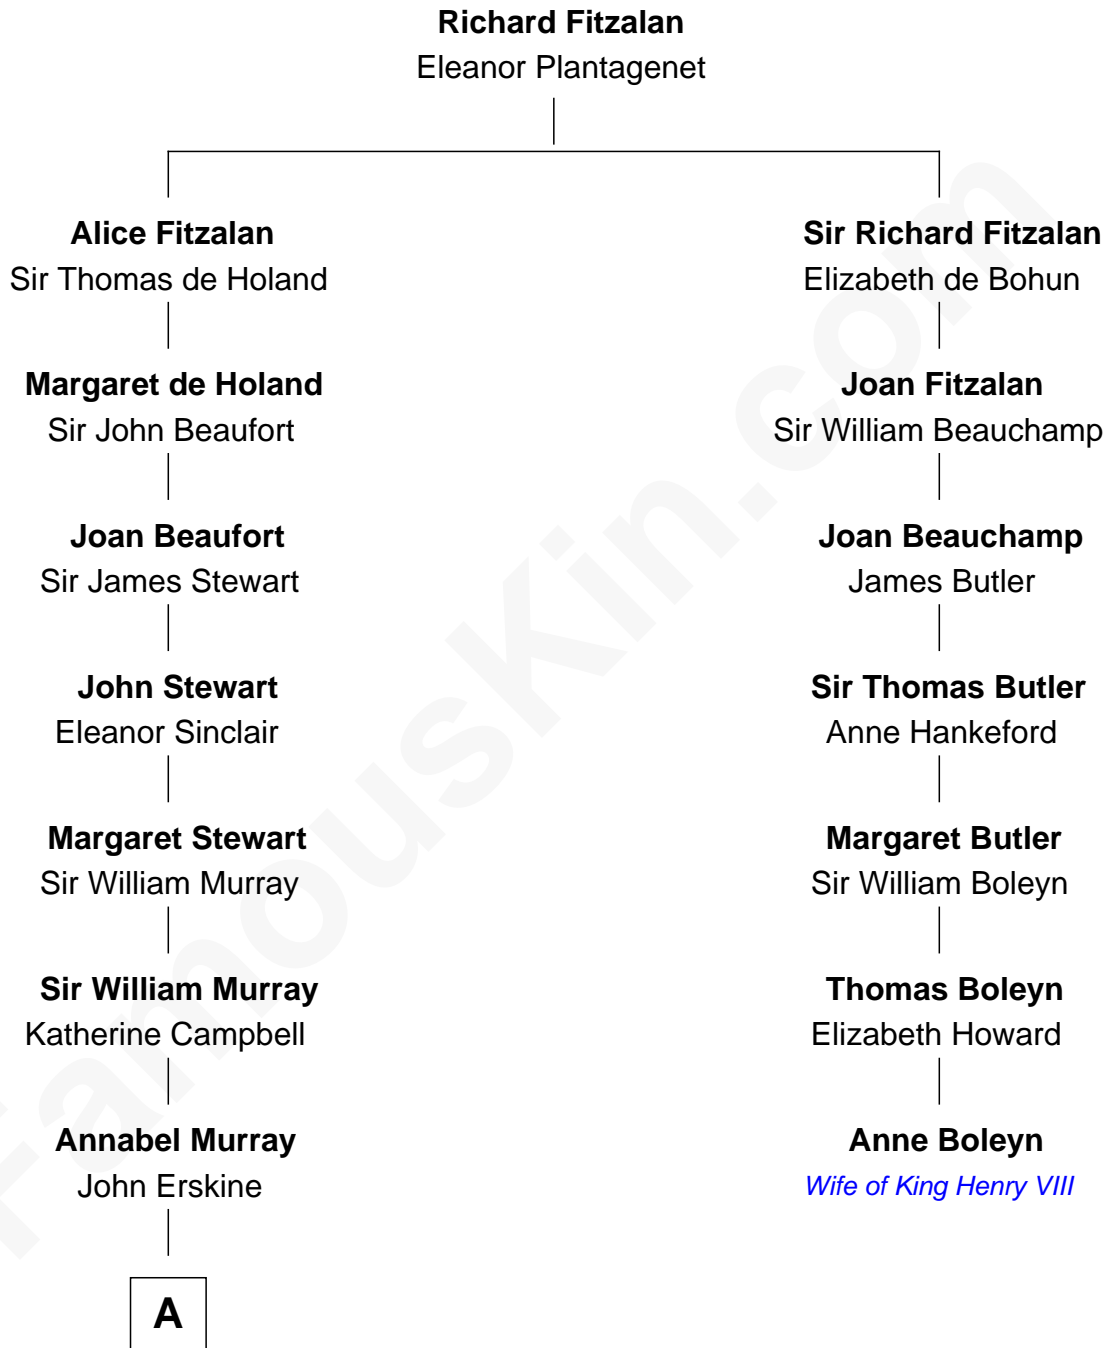 Richard Fitzalan
Eleanor Plantagenet
Alice Fitzalan
Sir Thomas de Holand
Sir Richard Fitzalan
Elizabeth de Bohun
Margaret de Holand
Sir John Beaufort
Joan Fitzalan
Sir William Beauchamp
Joan Beaufort
Sir James Stewart
Joan Beauchamp
James Butler
John Stewart
Eleanor Sinclair
Sir Thomas Butler
Anne Hankeford
Margaret Stewart
Sir William Murray
Margaret Butler
Sir William Boleyn
Sir William Murray
Katherine Campbell
Thomas Boleyn
Elizabeth Howard
Annabel Murray
John Erskine
Anne Boleyn
Wife of King Henry VIII
A
FamousKin.com